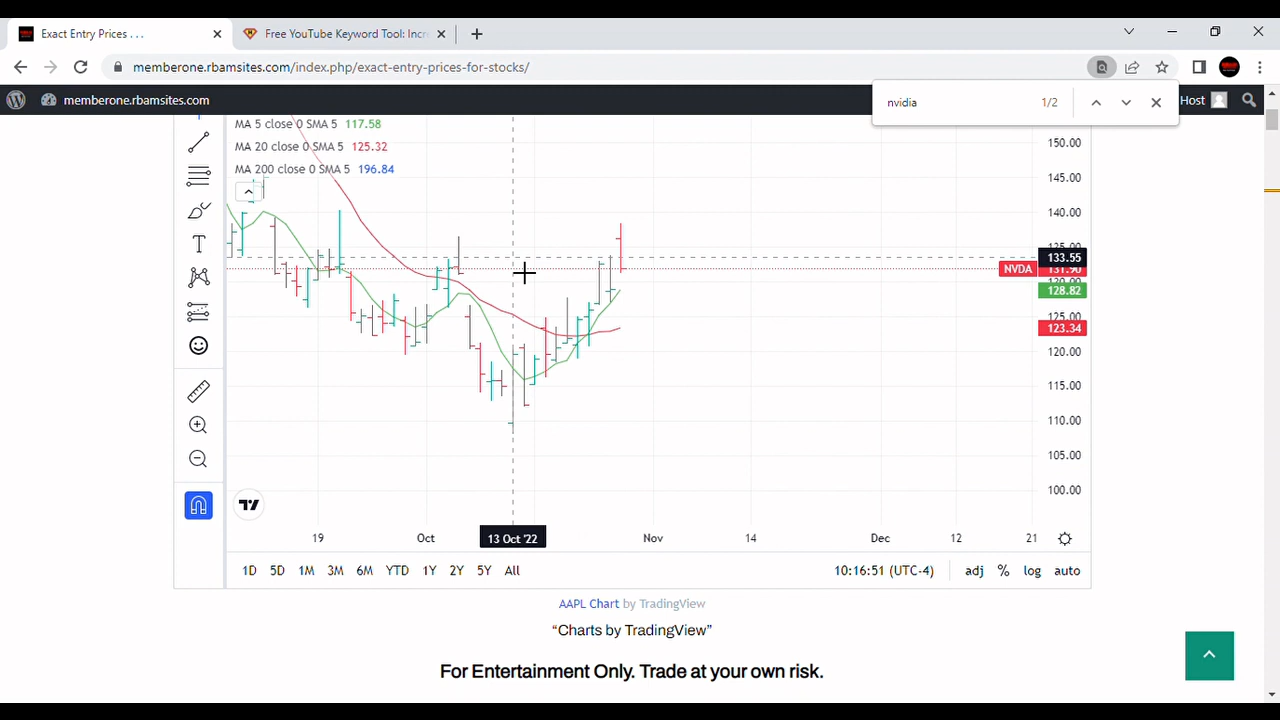 Exact Entry Prices . . .
Free YouTube Keyword Tool: Incr
memberone.rbamsites.com/index.php/exact-entry-prices-for-stocks/
memberone.rbamsites.com
nvidia 1/2
Host
MA 5 close 0 SMA 5 117.58
MA 20 close 0 SMA 5 125.32
MA 200 close 0 SMA 5 196.84
150.00
145.00
140.00
135.00
133.55
NVDA 131.90
130.00
128.82
125.00
123.34
120.00
115.00
110.00
105.00
100.00
19 Oct 13 Oct '22 Nov 14 Dec 12 21
1D 5D 1M 3M 6M YTD 1Y 2Y 5Y All 10:16:51 (UTC-4) adj % log auto
AAPL Chart by TradingView
“Charts by TradingView”
For Entertainment Only. Trade at your own risk.